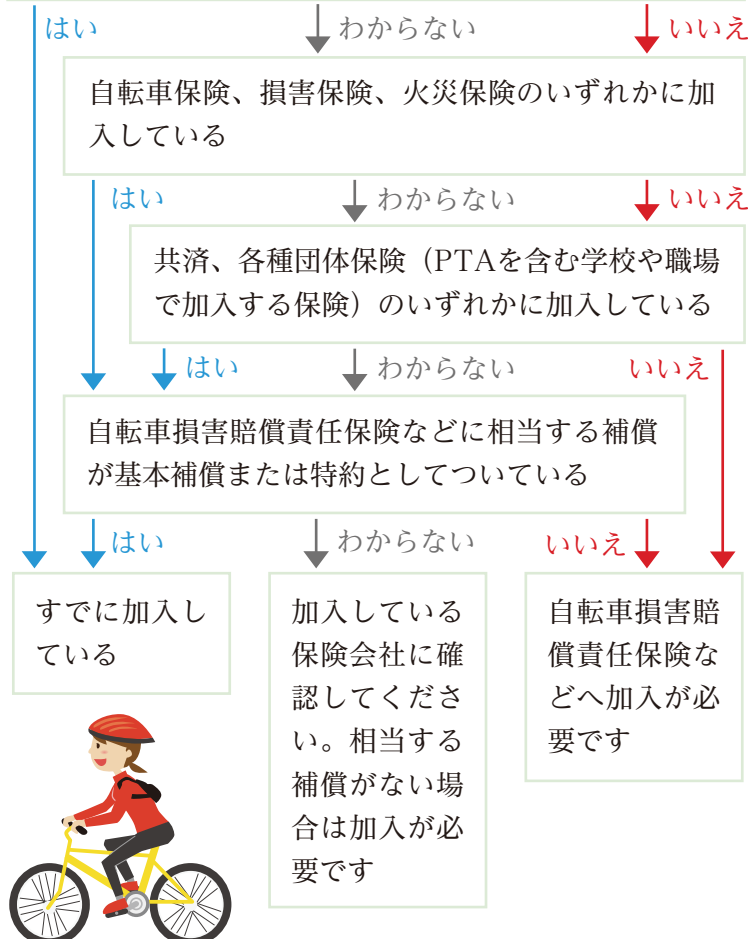 はい
わからない
いいえ
自転車保険、損害保険、火災保険のいずれかに加
入している
はい
わからない
いいえ
共済、各種団体保険（PTAを含む学校や職場
で加入する保険）のいずれかに加入している
はい
わからない
いいえ
自転車損害賠償責任保険などに相当する補償
が基本補償または特約としてついている
はい
わからない
いいえ
すでに加入し
ている
加入している
保険会社に確
認してくださ
い。相当する
補償がない場
合は加入が必
要です
自転車損害賠
償責任保険な
どへ加入が必
要です